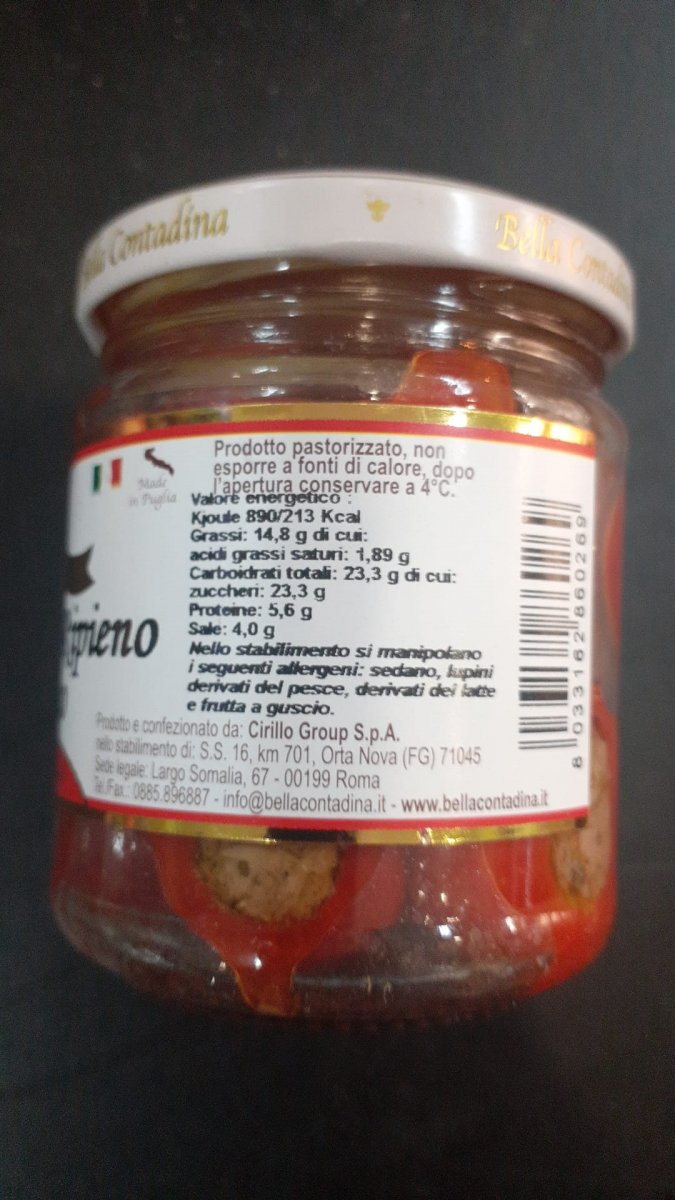 Bella Contadina
Bella Contadina
Prodotto pastorizzato, non
esporre a fonti di calore, dopo
l'apertura conservare a 4°C.
Made
in Puglia
Valore energetico :
Kjoule 890/213 Kcal
Grassi: 14,8 g di cui:
acidi grassi saturi: 1,89 g
Carboidrati totali: 23,3 g di cui:
zuccheri: 23,3 g
Proteine: 5,6 g
Sale: 4,0 g
Nello stabilimento si manipolano
i seguenti allergeni: sedano, lupini
derivati del pesce, derivati del latte
e frutta a guscio.
Ripieno
Prodotto e confezionato da: Cirillo Group S.p.A.
nello stabilimento di: S.S. 16, km 701, Orta Nova (FG) 71045
Sede legale: Largo Somalia, 67 - 00199 Roma
Tel./Fax.: 0885.896887 - info@bellacontadina.it - www.bellacontadina.it
8 033162 860269